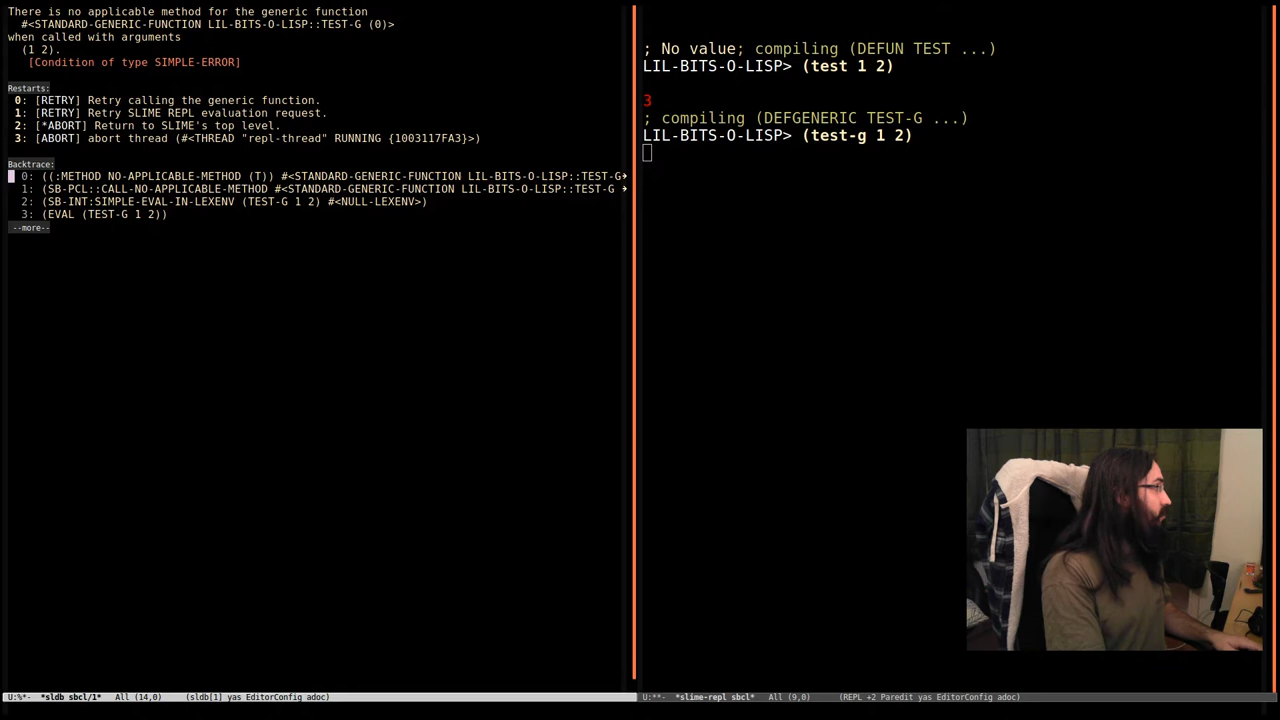 There is no applicable method for the generic function
  #<STANDARD-GENERIC-FUNCTION LIL-BITS-O-LISP::TEST-G (0)>
when called with arguments
  (1 2).
   [Condition of type SIMPLE-ERROR]
Restarts:
 0: [RETRY] Retry calling the generic function.
 1: [RETRY] Retry SLIME REPL evaluation request.
 2: [*ABORT] Return to SLIME's top level.
 3: [ABORT] abort thread (#<THREAD "repl-thread" RUNNING {1003117FA3}>)
Backtrace:
  0: ((:METHOD NO-APPLICABLE-METHOD (T)) #<STANDARD-GENERIC-FUNCTION LIL-BITS-O-LISP::TEST-G
  1: (SB-PCL::CALL-NO-APPLICABLE-METHOD #<STANDARD-GENERIC-FUNCTION LIL-BITS-O-LISP::TEST-G
  2: (SB-INT:SIMPLE-EVAL-IN-LEXENV (TEST-G 1 2) #<NULL-LEXENV>)
  3: (EVAL (TEST-G 1 2))
 --more--
U:%*-  *sldb sbcl/1*   All (14,0)     (sldb[1] yas EditorConfig adoc)
; No value; compiling (DEFUN TEST ...)
LIL-BITS-O-LISP> (test 1 2)
3
; compiling (DEFGENERIC TEST-G ...)
LIL-BITS-O-LISP> (test-g 1 2)
U:**-  *slime-repl sbcl*   All (9,0)     (REPL +2 Paredit yas EditorConfig adoc)